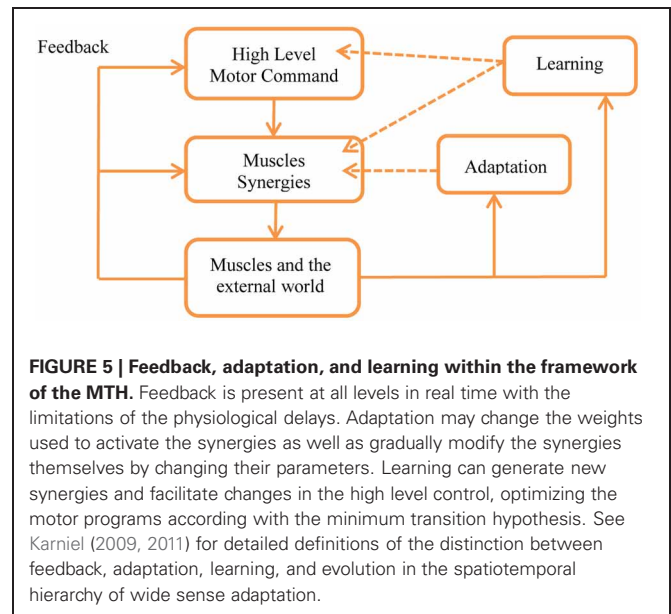 Feedback
High Level
Motor Command
Learning
Muscles
Synergies
Adaptation
Muscles and the
external world
FIGURE 5 | Feedback, adaptation, and learning within the framework
of the MTH. Feedback is present at all levels in real time with the
limitations of the physiological delays. Adaptation may change the weights
used to activate the synergies as well as gradually modify the synergies
themselves by changing their parameters. Learning can generate new
synergies and facilitate changes in the high level control, optimizing the
motor programs according with the minimum transition hypothesis. See
Karniel (2009, 2011) for detailed definitions of the distinction between
feedback, adaptation, learning, and evolution in the spatiotemporal
hierarchy of wide sense adaptation.